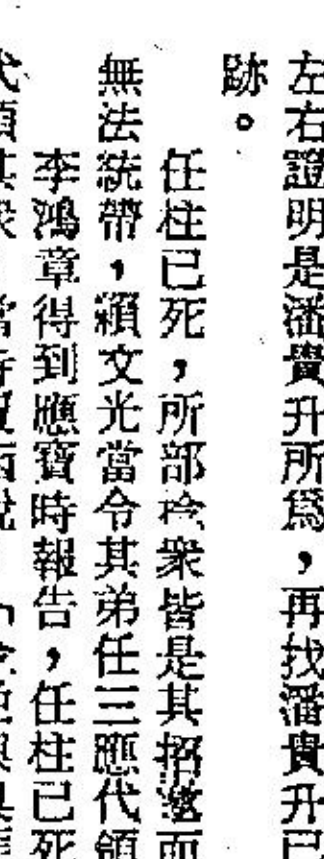 左右證明是潘貴升所爲，再找潘貴升已
跡。
任柱已死，所部捻衆皆是其招邀而
無法統帶，賴文光當令其弟任三應代領
李鴻章得到應寶時報告，任柱已死